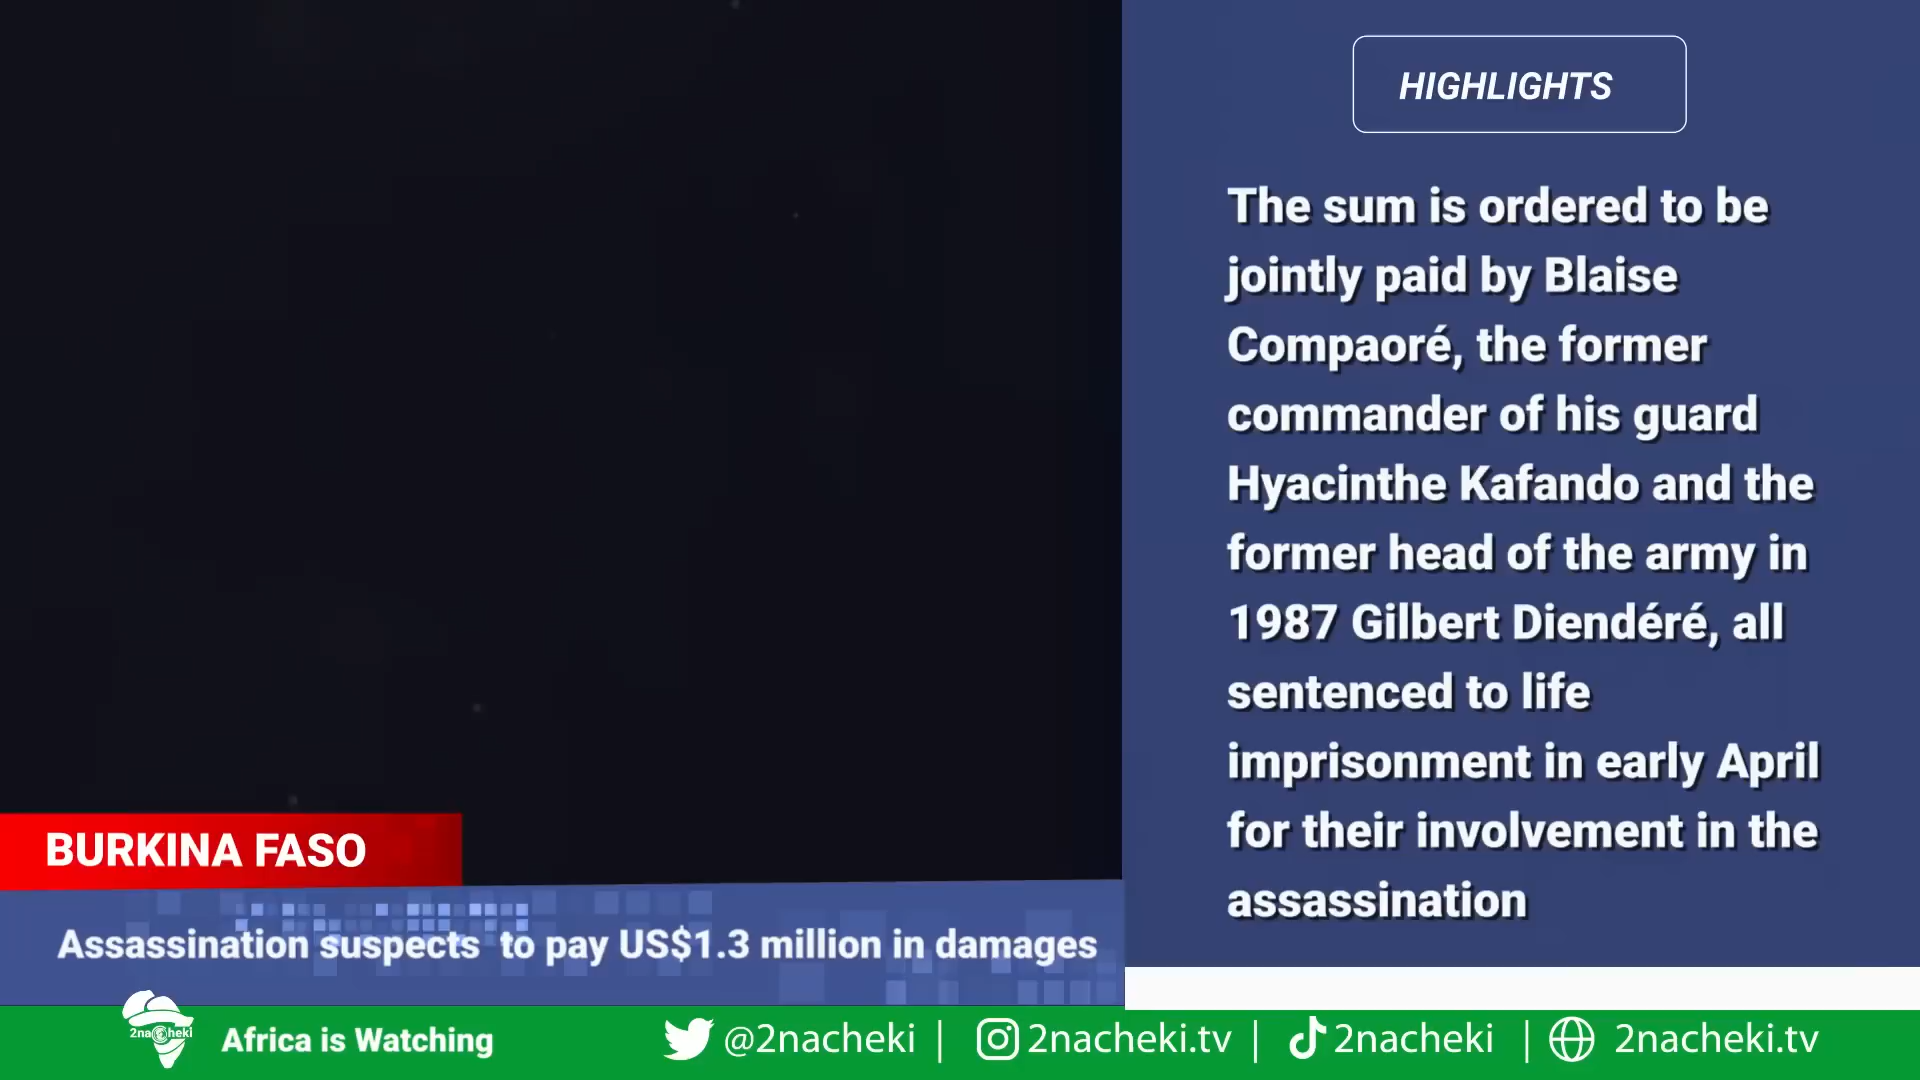 HIGHLIGHTS
The sum is ordered to be
jointly paid by Blaise
Compaoré, the former
commander of his guard
Hyacinthe Kafando and the
former head of the army in
1987 Gilbert Diendéré, all
sentenced to life
imprisonment in early April
for their involvement in the
assassination
BURKINA FASO
Assassination suspects to pay US$1.3 million in damages
2nacheki
Africa is Watching
@2nacheki | 2nacheki.tv | 2nacheki | 2nacheki.tv